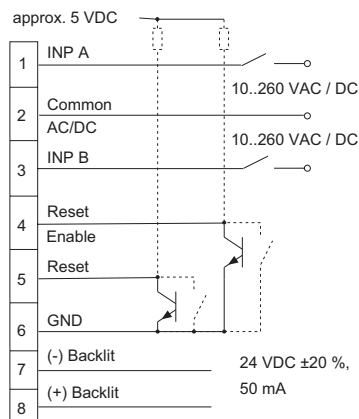 approx. 5 VDC
1 INP A
10..260 VAC / DC
2 Common
AC/DC
10..260 VAC / DC
3 INP B
4 Reset
Enable
5 Reset
6 GND
7 (-) Backlit
24 VDC ±20 %,
50 mA
8 (+) Backlit